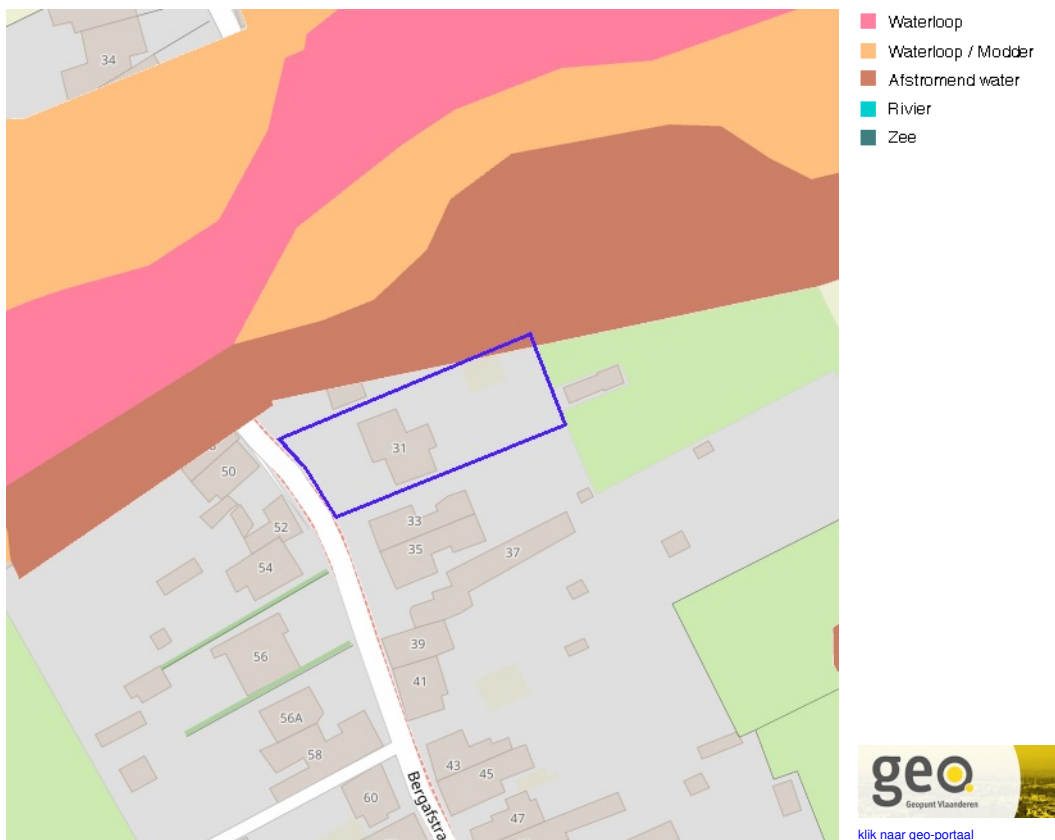 Waterloop
Waterloop / Modder
Afstromend water
Rivier
Zee
34
31
50
33
52
35
37
54
39
56
41
56A
58
43
45
60
47
Bergafstra
geo
Geopunt Vlaanderen
klik naar geo-portaal